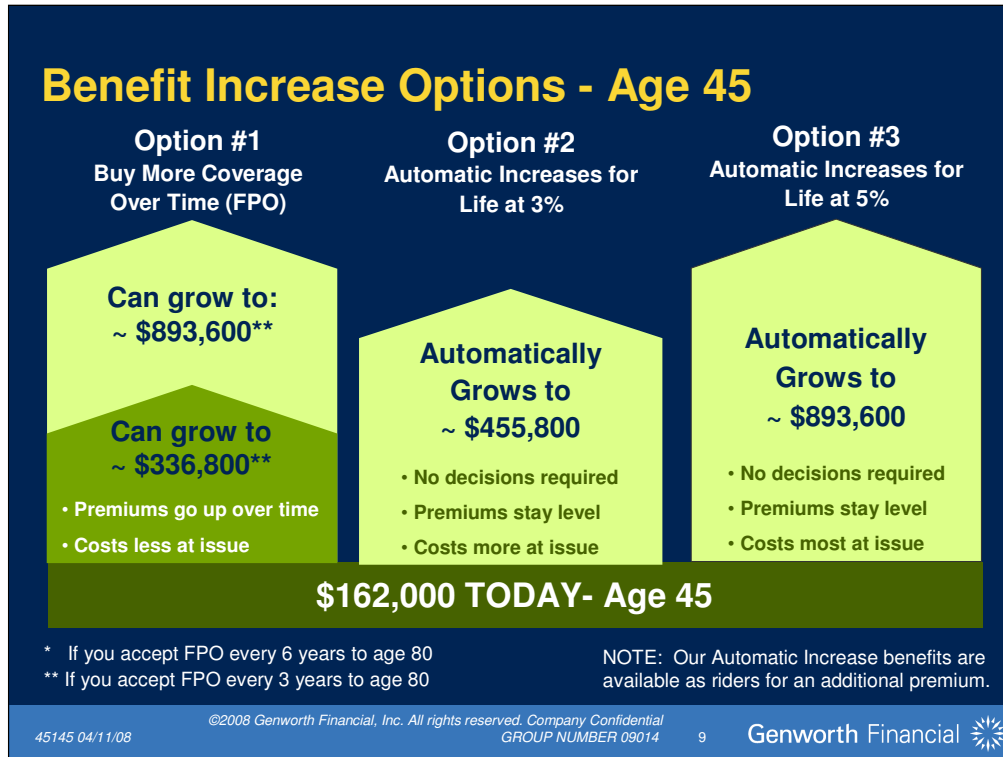 Benefit Increase Options - Age 45
Option #1
Buy More Coverage
Over Time (FPO)
Can grow to:
~ $893,600**
Can grow to
~ $336,800**
• Premiums go up over time
• Costs less at issue
Option #2
Automatic Increases for
Life at 3%
Automatically
Grows to
~ $455,800
• No decisions required
• Premiums stay level
• Costs more at issue
Option #3
Automatic Increases for
Life at 5%
Automatically
Grows to
~ $893,600
• No decisions required
• Premiums stay level
• Costs most at issue
$162,000 TODAY- Age 45
* If you accept FPO every 6 years to age 80
** If you accept FPO every 3 years to age 80
NOTE: Our Automatic Increase benefits are
available as riders for an additional premium.
45145 04/11/08
©2008 Genworth Financial, Inc. All rights reserved. Company Confidential
GROUP NUMBER 09014
9
Genworth Financial